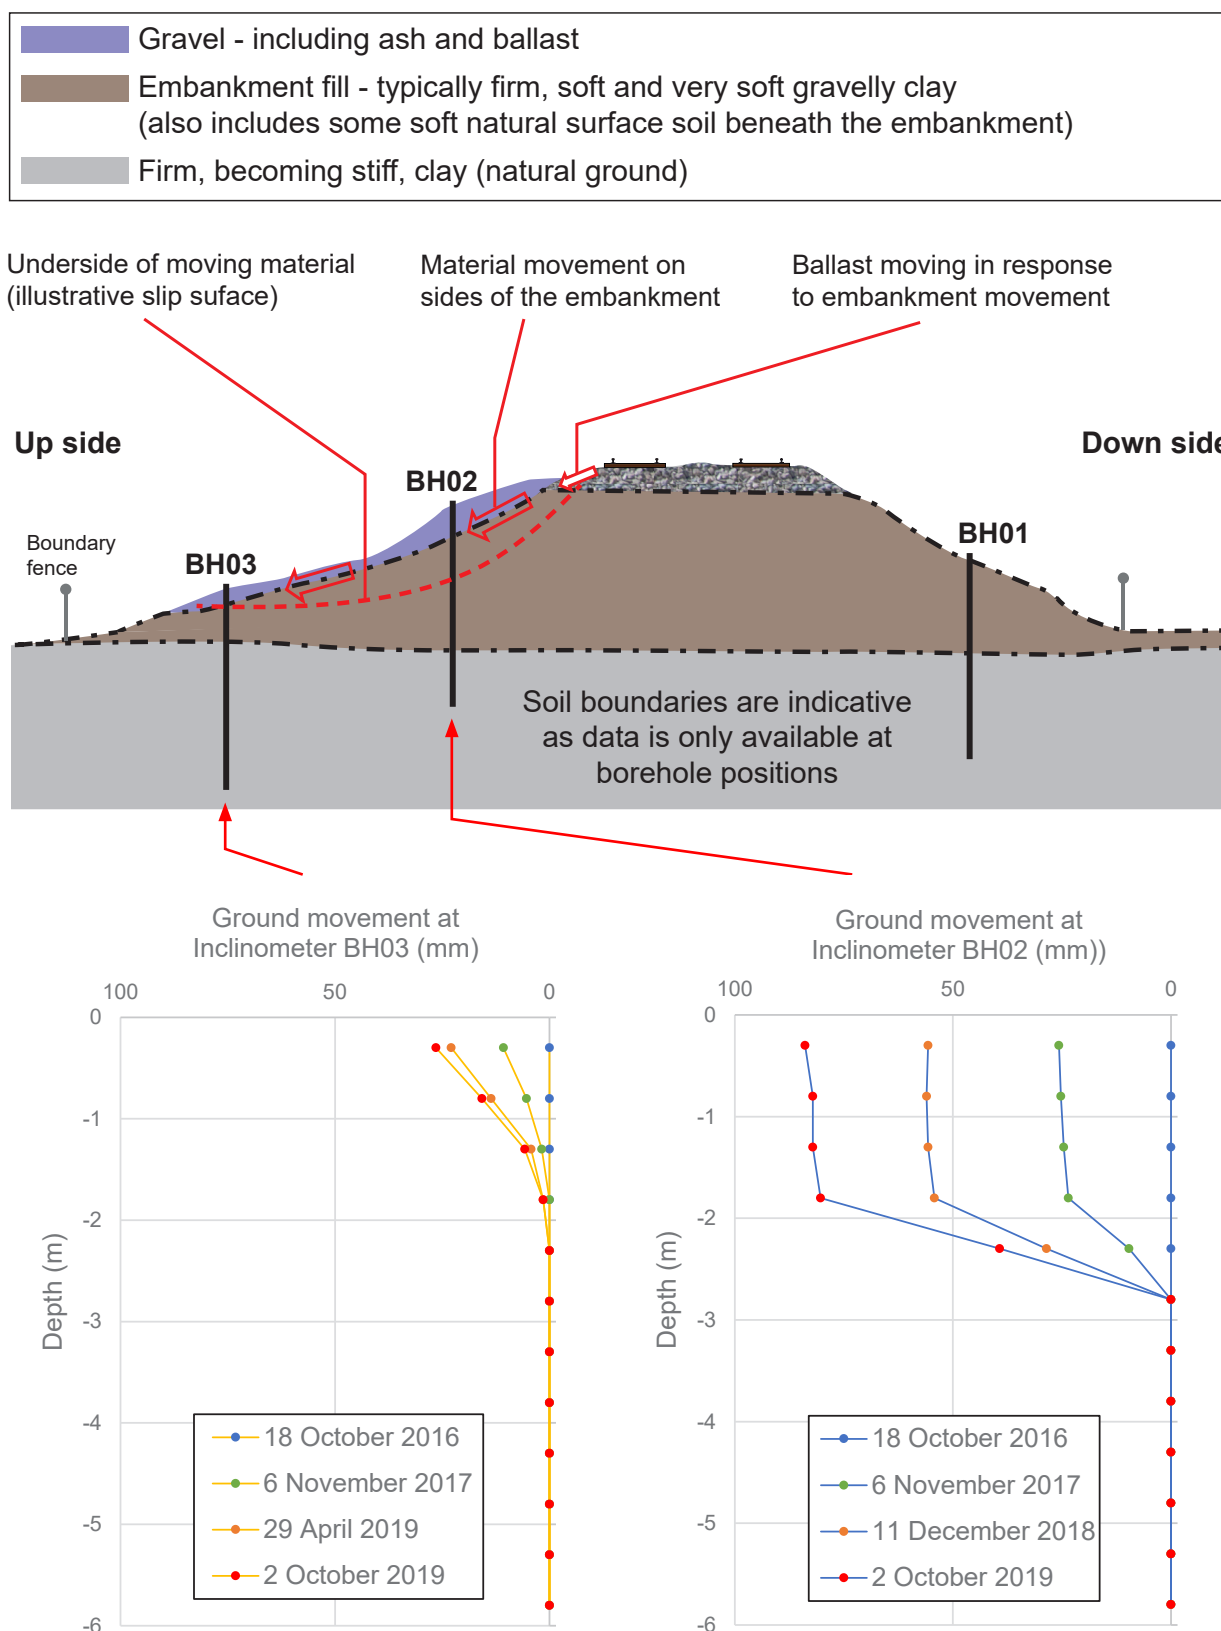 Gravel - including ash and ballast
Embankment fill - typically firm, soft and very soft gravelly clay
(also includes some soft natural surface soil beneath the embankment)
Firm, becoming stiff, clay (natural ground)
Underside of moving material
(illustrative slip suface)
Material movement on
sides of the embankment
Ballast moving in response
to embankment movement
Up side
Down side
BH02
BH01
Boundary
fence
BH03
Soil boundaries are indicative
as data is only available at
borehole positions
Ground movement at
Inclinometer BH03 (mm)
100
50
0
0
-1
-2
-3
-4
-5
-6
Depth (m)
18 October 2016
6 November 2017
29 April 2019
2 October 2019
Ground movement at
Inclinometer BH02 (mm))
100
50
0
0
-1
-2
-3
-4
-5
-6
Depth (m)
18 October 2016
6 November 2017
11 December 2018
2 October 2019